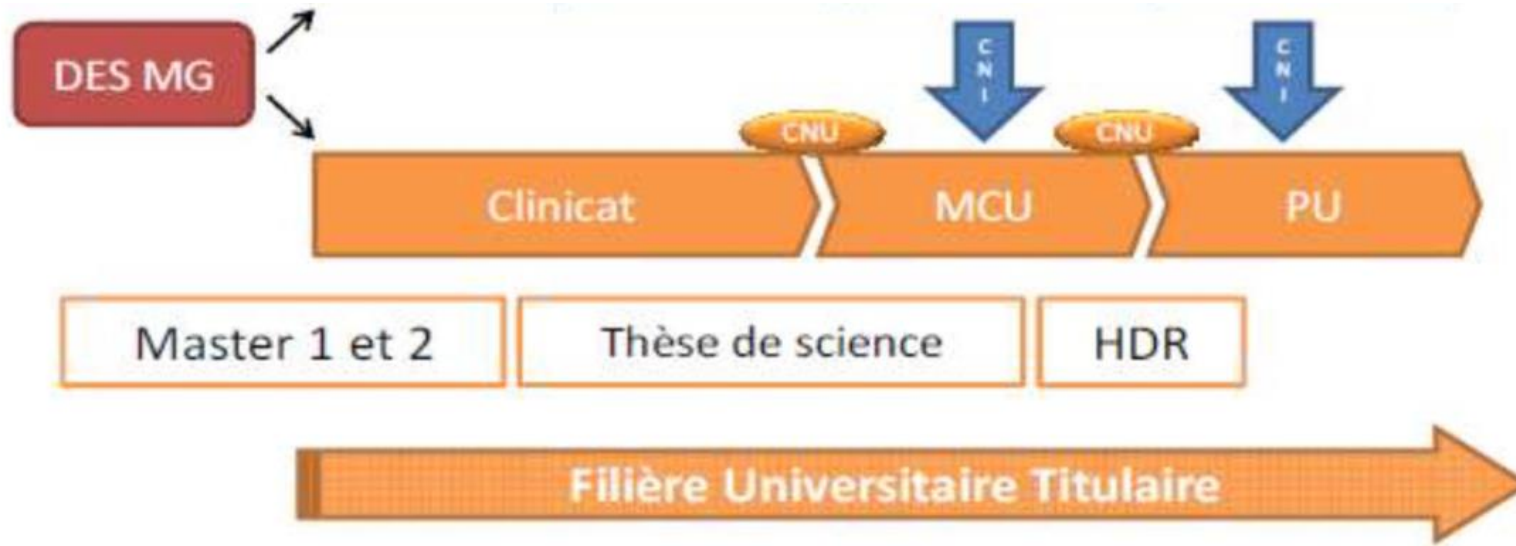 DES MG
CNI
CNI
CNU
CNU
Clinicat
MCU
PU
Master 1 et 2
Thèse de science
HDR
Filière Universitaire Titulaire